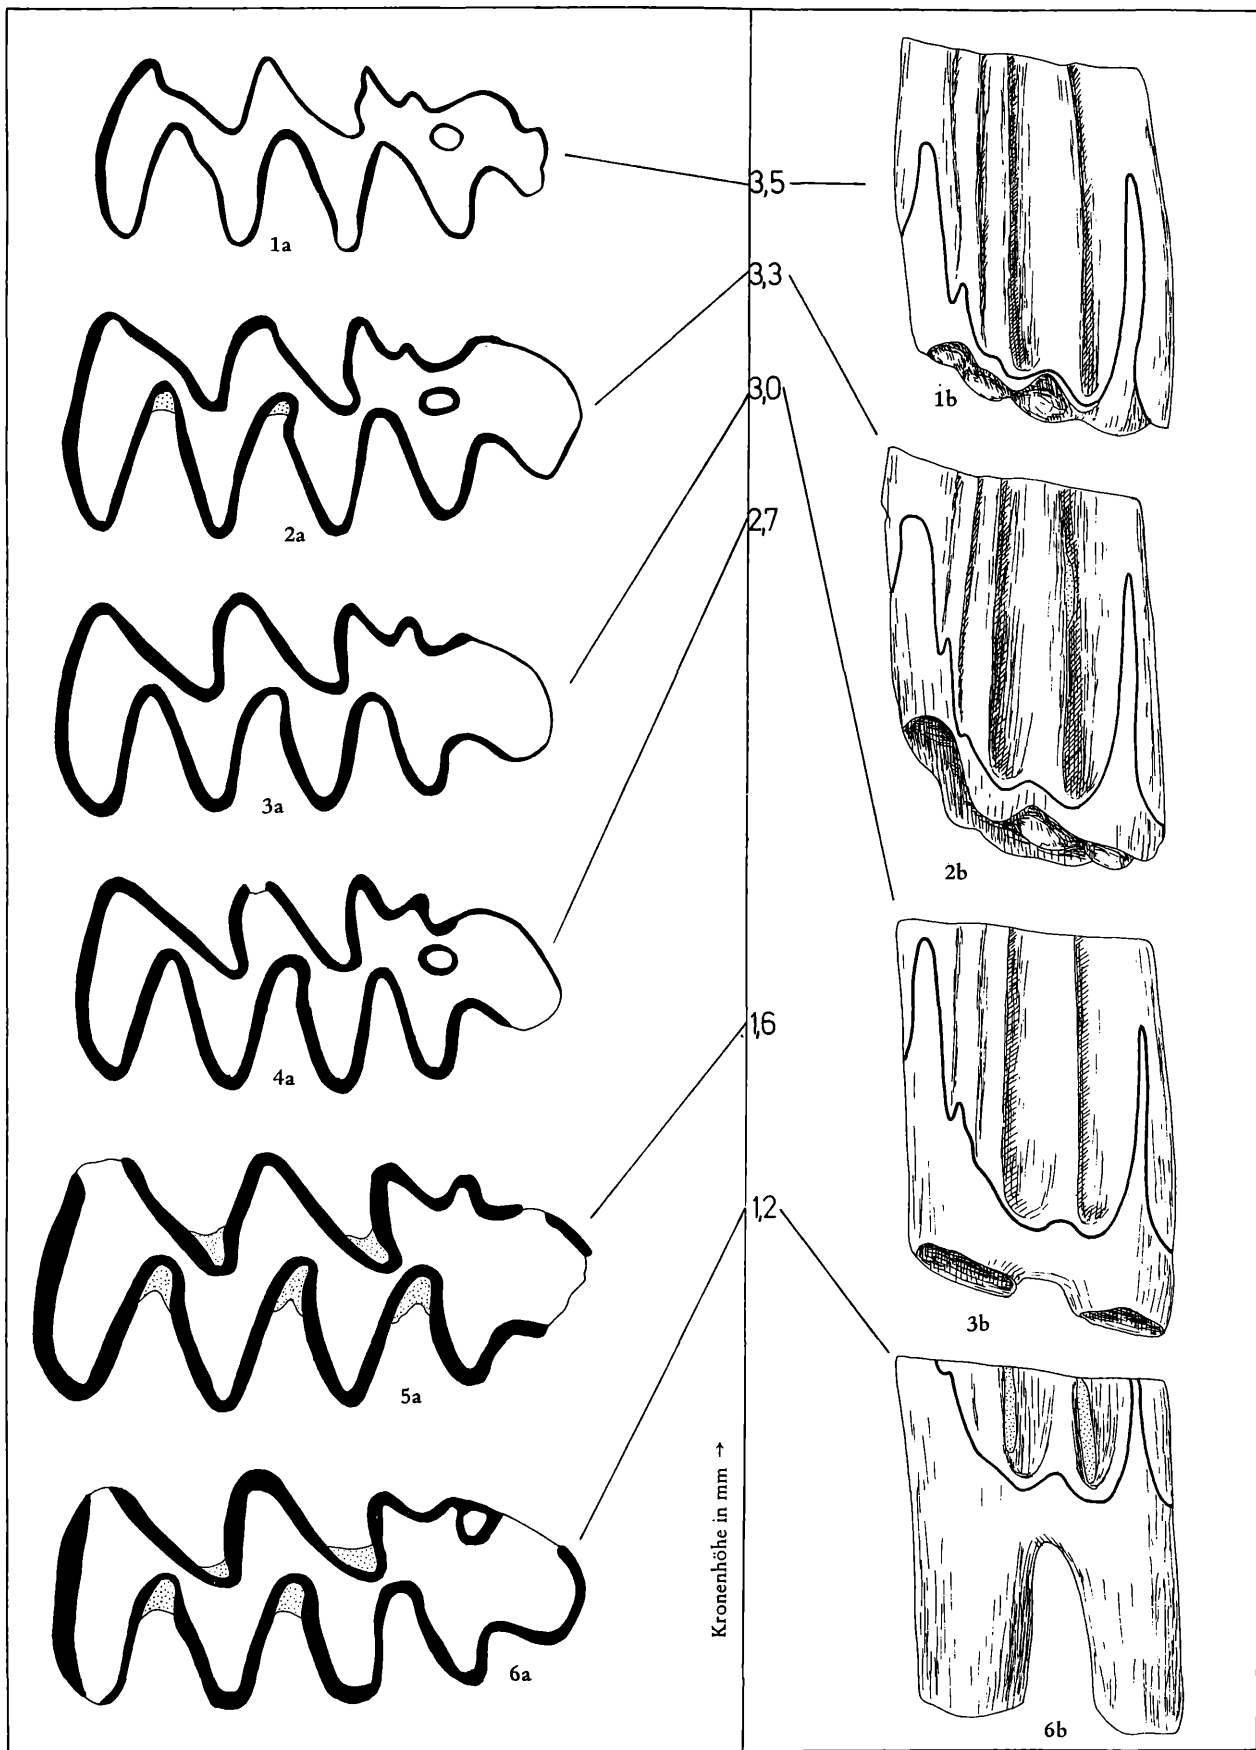 1a
3,5
1b
3,3
2a
3,0
2b
2,7
3a
4a
1,6
3b
5a
1,2
6a
6b
Kronenhöhe in mm →